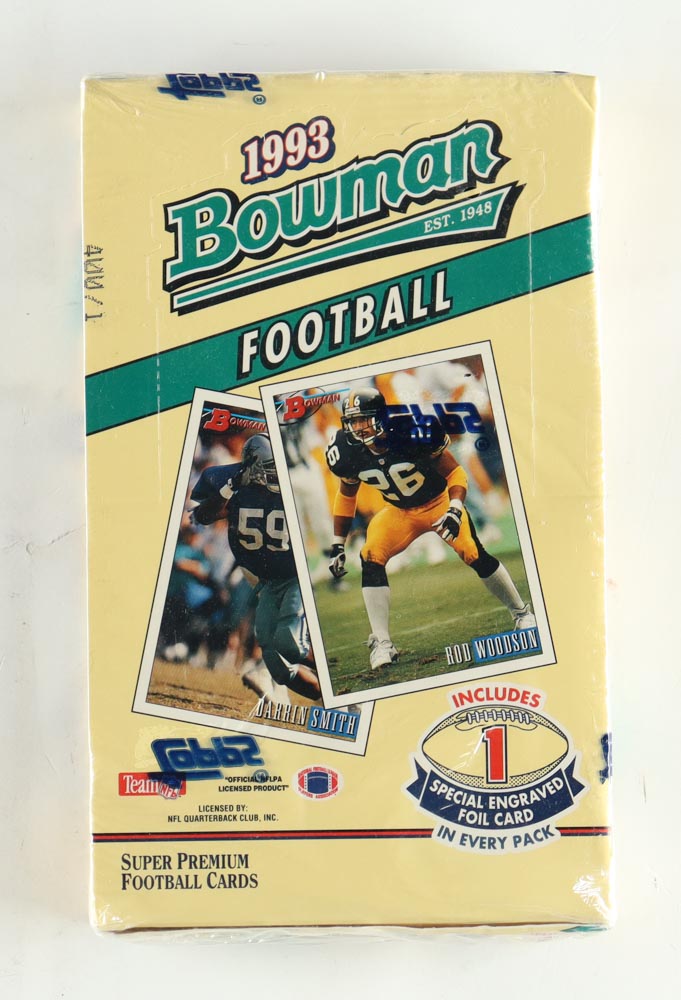 Topps
1993
Bowman
EST. 1948
FOOTBALL
BOWMAN
59
DARRIN SMITH
BOWMAN
26
26
Topps
ROD WOODSON
INCLUDES
1
SPECIAL ENGRAVED
FOIL CARD
IN EVERY PACK
Topps
Team NFL
"OFFICIAL NFLPA
LICENSED PRODUCT"
LICENSED BY:
NFL QUARTERBACK CLUB, INC.
SUPER PREMIUM
FOOTBALL CARDS